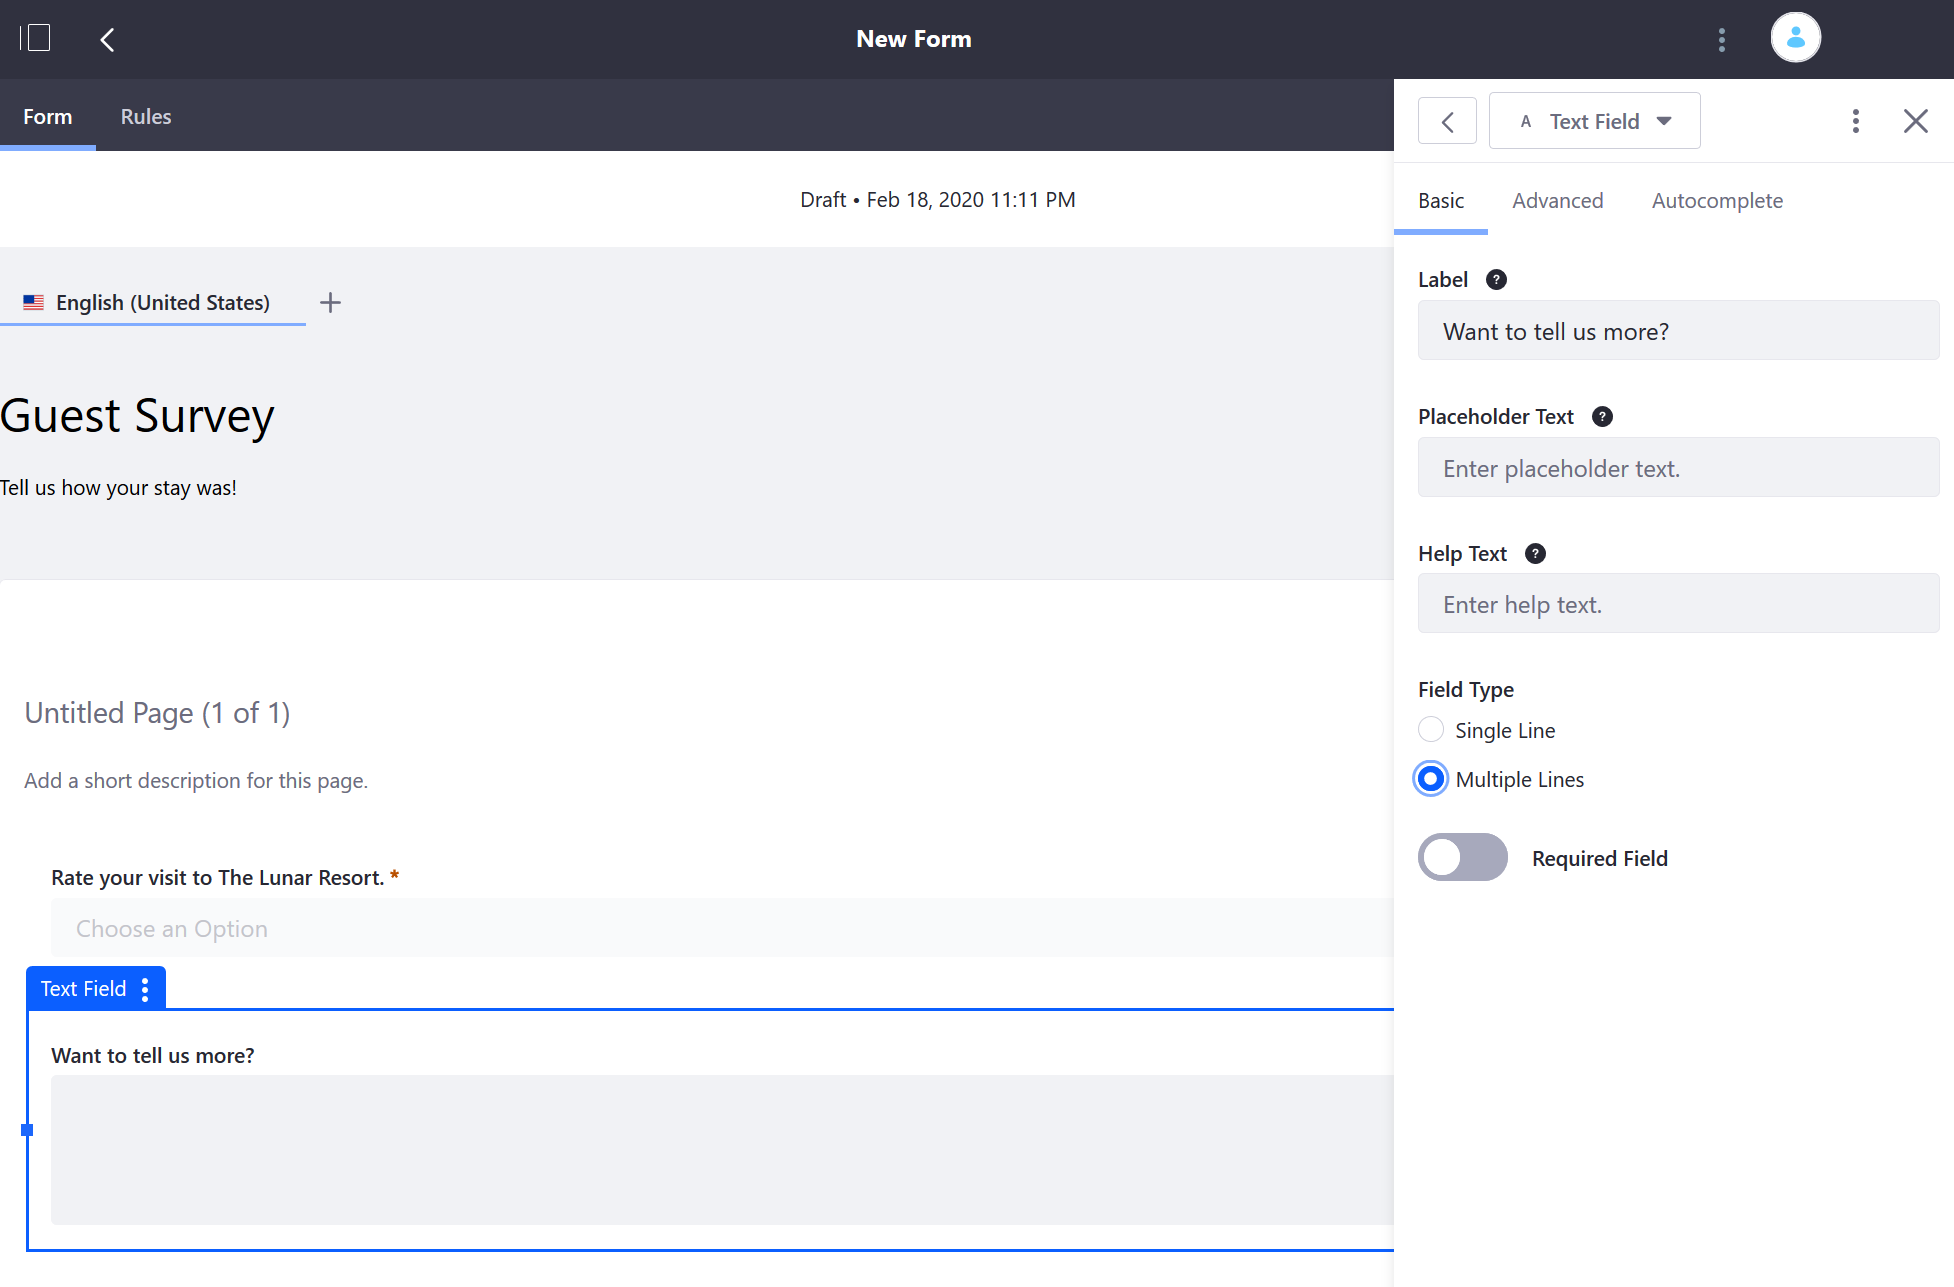 New Form
Form Rules
A Text Field
Draft • Feb 18, 2020 11:11 PM
English (United States)
Guest Survey
Tell us how your stay was!
Untitled Page (1 of 1)
Add a short description for this page.
Rate your visit to The Lunar Resort. *
Choose an Option
Text Field
Want to tell us more?
Basic Advanced Autocomplete
Label ?
Want to tell us more?
Placeholder Text ?
Enter placeholder text.
Help Text ?
Enter help text.
Field Type
Single Line
Multiple Lines
Required Field